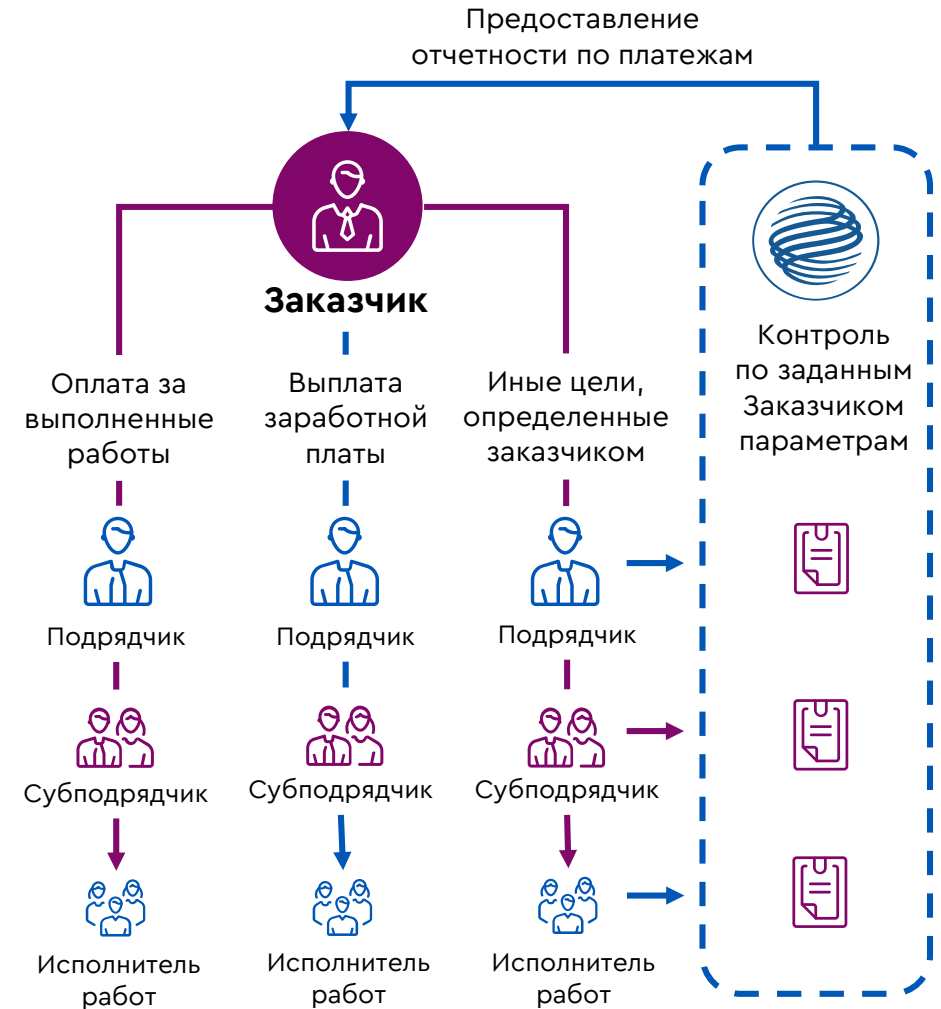 Предоставление
отчетности по платежам
Заказчик
Оплата за
выполненные
работы
Выплата
заработной
платы
Иные цели,
определенные
заказчиком
Контроль
по заданным
Заказчиком
параметрам
Подрядчик
Подрядчик
Подрядчик
Субподрядчик
Субподрядчик
Субподрядчик
Исполнитель
работ
Исполнитель
работ
Исполнитель
работ